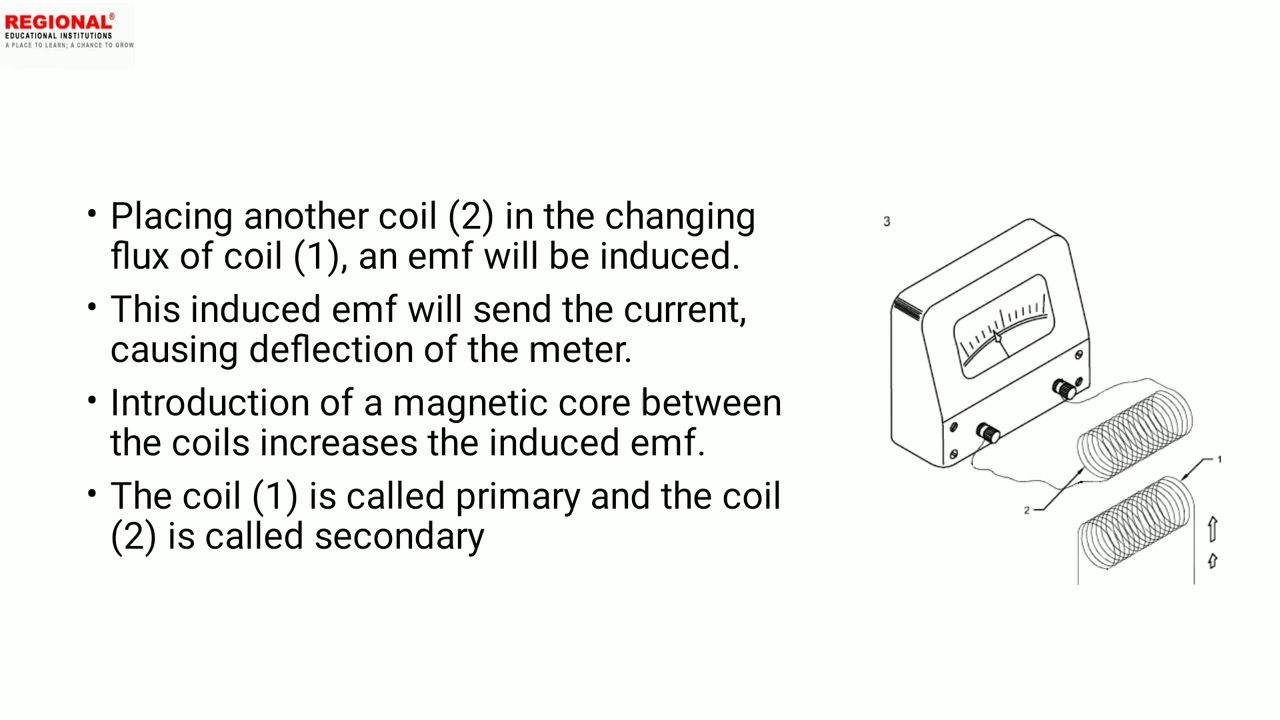 REGIONAL®
EDUCATIONAL INSTITUTIONS
A PLACE TO LEARN; A CHANCE TO GROW
• Placing another coil (2) in the changing
flux of coil (1), an emf will be induced.
• This induced emf will send the current,
causing deflection of the meter.
• Introduction of a magnetic core between
the coils increases the induced emf.
• The coil (1) is called primary and the coil
(2) is called secondary
3
1
2